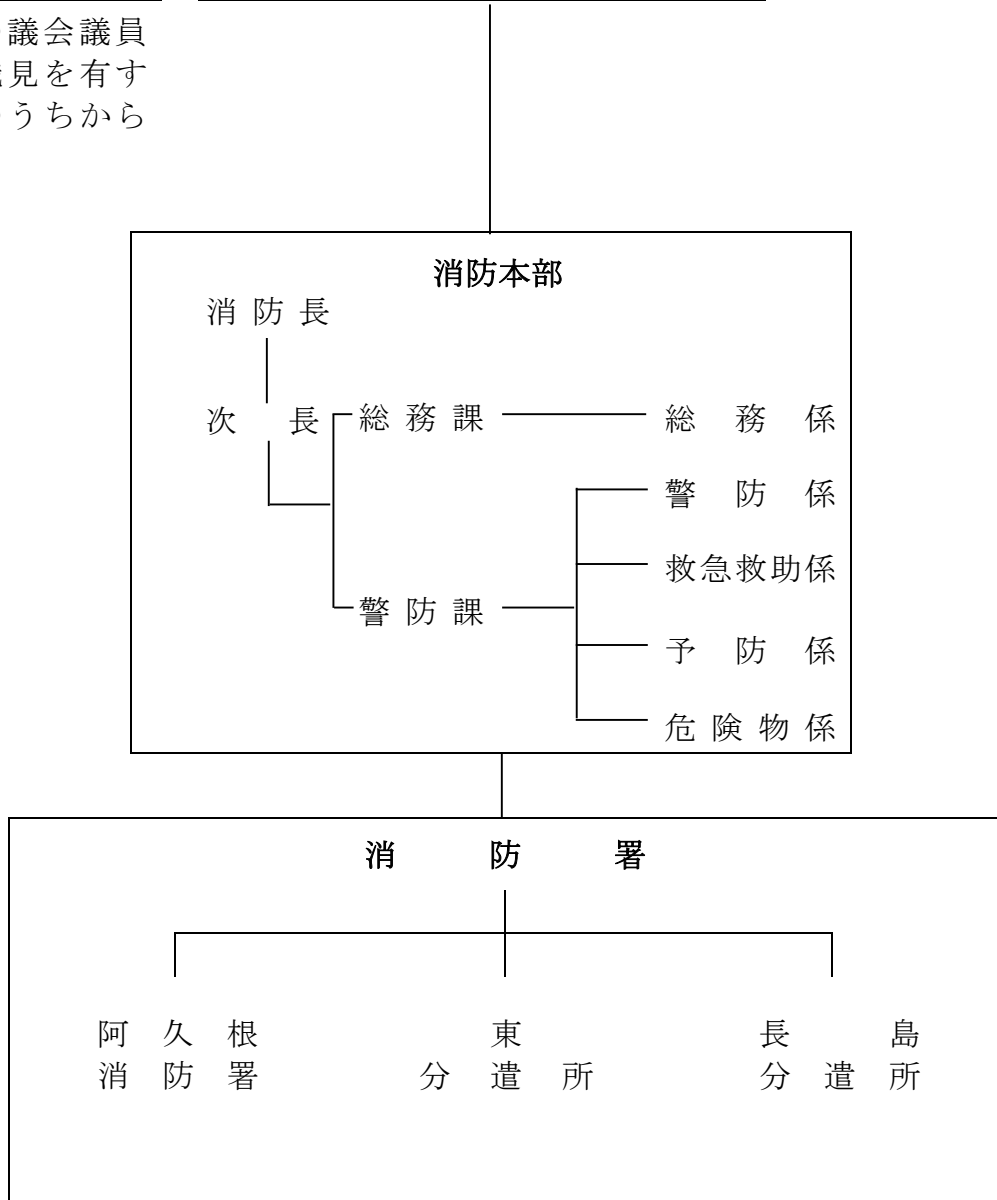 議会議員
見を有す
うちから
消防本部
消防長
次長 総務課 総務係
警防係
救急救助係
警防課
予防係
危険物係
消防署
阿久根 東 長島
消防署 分遣所 分遣所